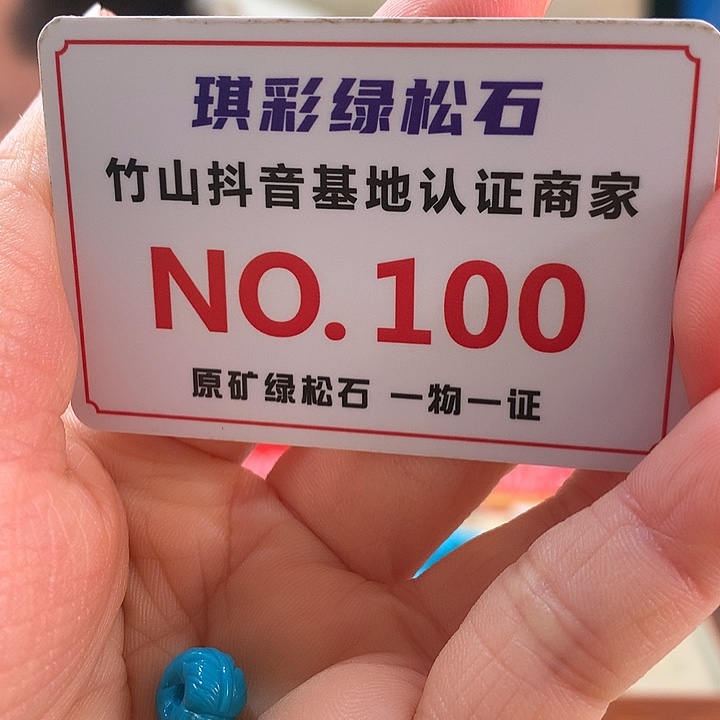 琪彩绿松石
竹山抖音基地认证商家
NO.100
原矿绿松石 一物一证